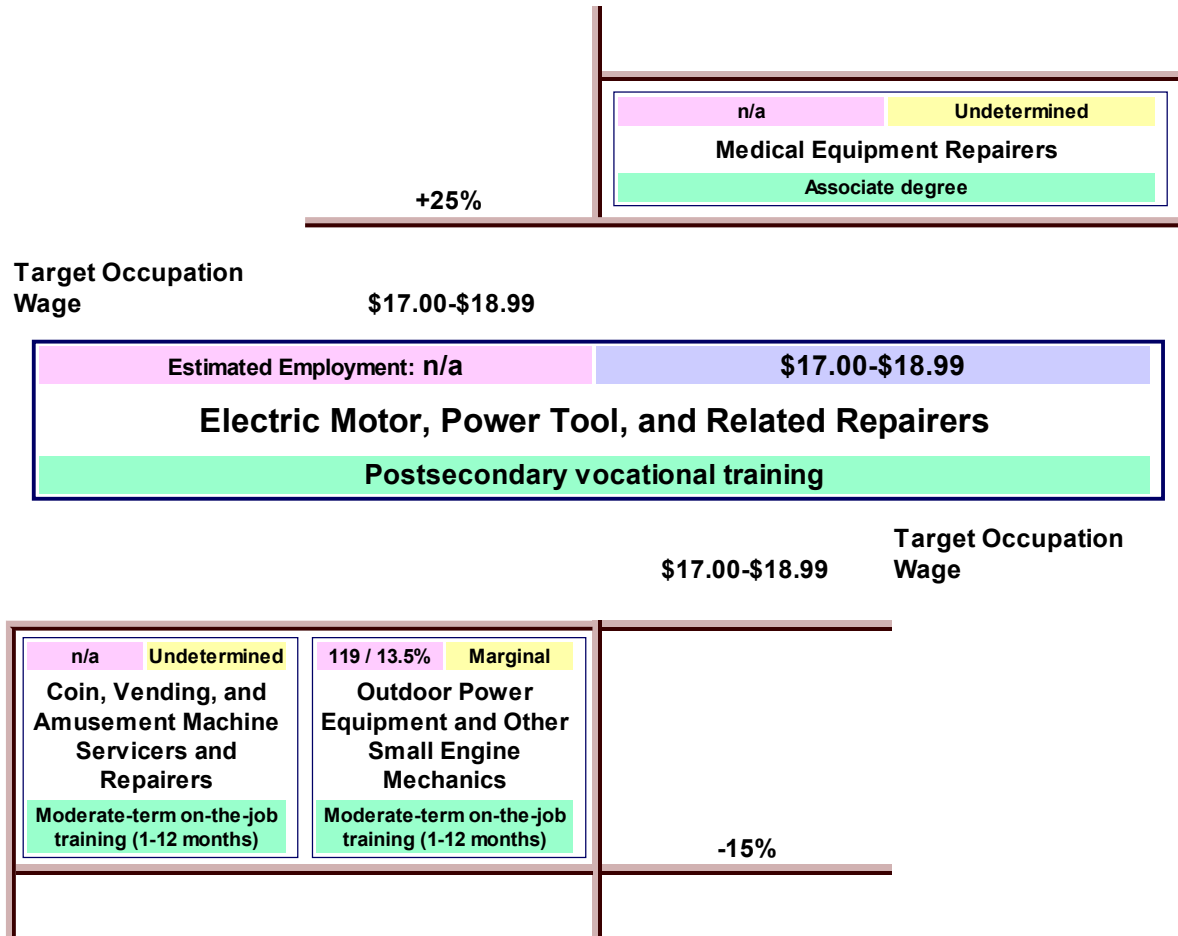 n/a Undetermined
Medical Equipment Repairers
Associate degree
+25%
Target Occupation
Wage $17.00-$18.99
Estimated Employment: n/a $17.00-$18.99
Electric Motor, Power Tool, and Related Repairers
Postsecondary vocational training
Target Occupation
$17.00-$18.99 Wage
n/a Undetermined
Coin, Vending, and
Amusement Machine
Servicers and
Repairers
Moderate-term on-the-job
training (1-12 months)
119 / 13.5% Marginal
Outdoor Power
Equipment and Other
Small Engine
Mechanics
Moderate-term on-the-job
training (1-12 months)
-15%